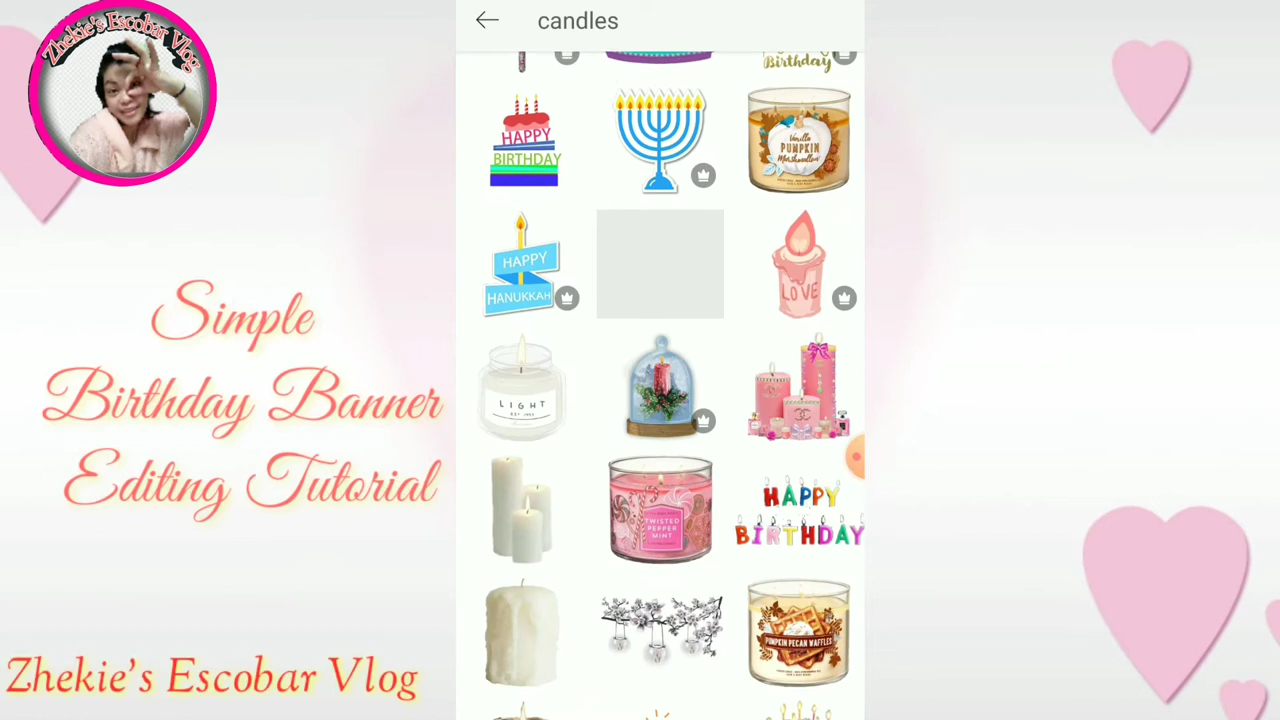 Zhekie's Escobar Vlog
candles
Birthday
HAPPY
BIRTHDAY
Vanilla
PUMPKIN
Marshmallow
HAPPY
HANUKKAH
LOVE
LIGHT
TWISTED
PEPPER
MINT
HAPPY
BIRTHDAY
PUMPKIN PECAN WAFFLES
Simple
Birthday Banner
Editing Tutorial
Zhekie's Escobar Vlog